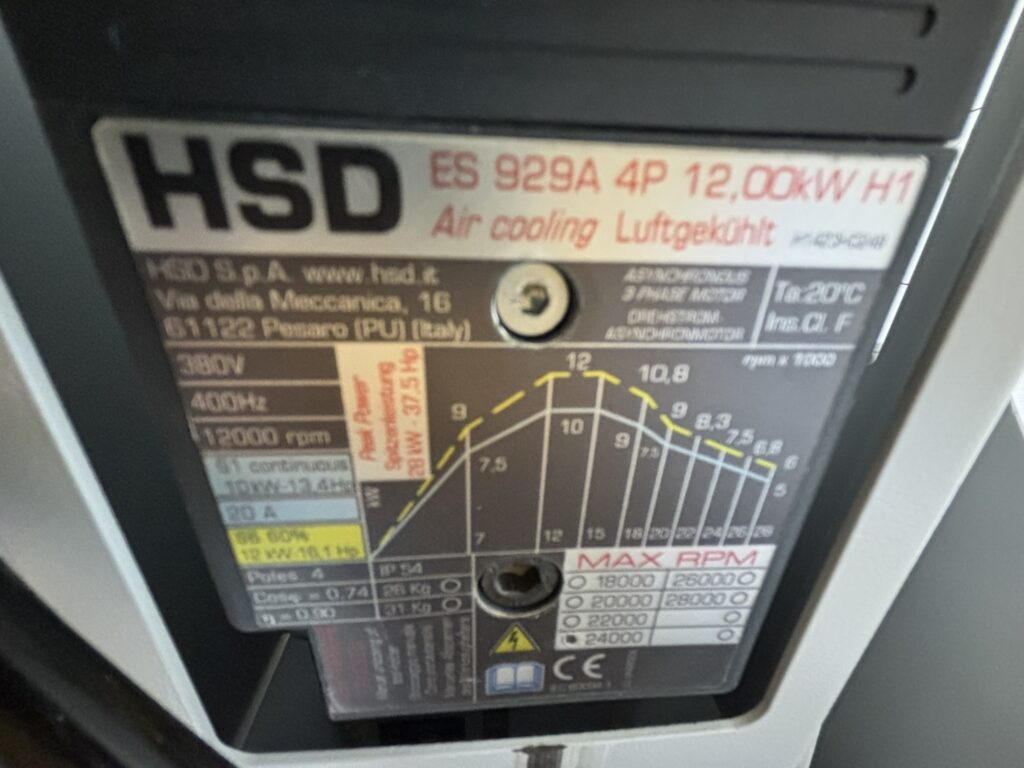 HSD
ES 929A 4P 12,00kW H1
Air cooling Luftgekühlt
HSD S.p.A. www.hsd.it
Via della Meccanica, 16
61122 Pesaro (PU) (Italy)
ASYNCHRONOUS
3 PHASE MOTOR
DREHSTROM-
ASYNCHRONMOTOR
Ta:20°C
Ins.Cl. F
380V
400Hz
12000 rpm
S1 continuous
10kW-13,4Hp
20 A
S6 60%
12 kW-16,1 Hp
Peak Power
Spitzenleistung
28 kW - 37,5 Hp
rpm x 1000
kW
9 12 10,8 9 8,3 7,5 6,8 6
7,5 10 9 7,5 5
7 12 15 18 20 22 24 26 28
Poles 4
IP 54
Cosφ = 0,74
26 Kg
η = 0,90
31 Kg
MAX RPM
18000 26000
20000 28000
22000
24000
CE